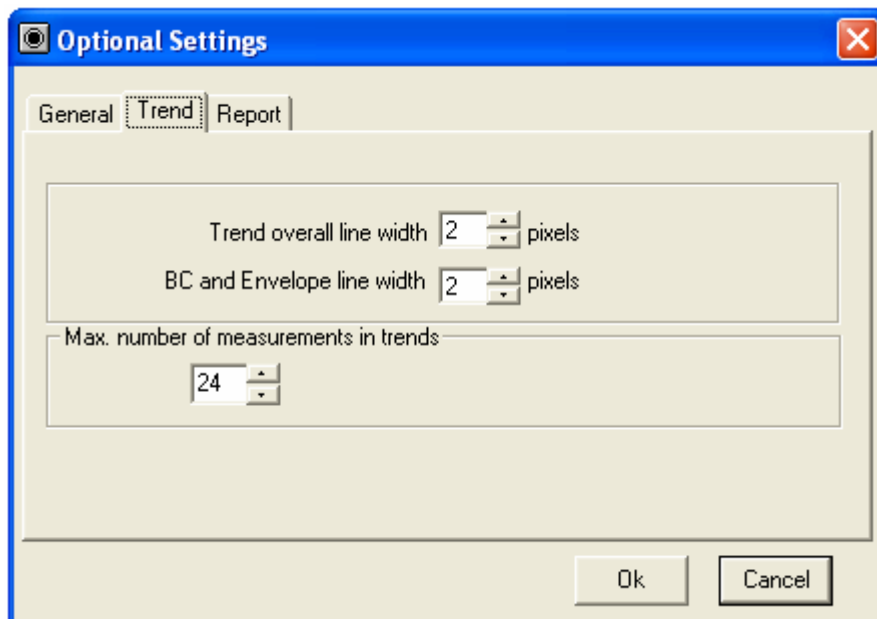 Optional Settings
General Trend Report
Trend overall line width 2 pixels
BC and Envelope line width 2 pixels
Max. number of measurements in trends
24
Ok Cancel